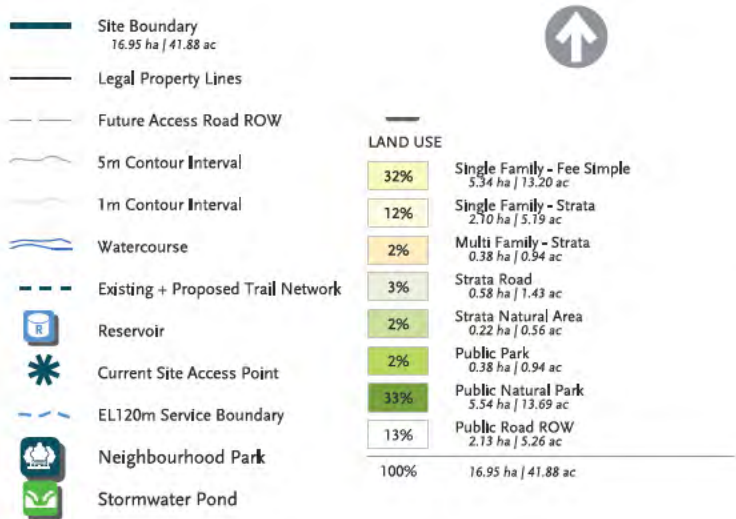 Site Boundary
16.95 ha | 41.88 ac
Legal Property Lines
Future Access Road ROW
5m Contour Interval
1m Contour Interval
Watercourse
Existing + Proposed Trail Network
R
Reservoir
Current Site Access Point
EL120m Service Boundary
Neighbourhood Park
Stormwater Pond
LAND USE
32% Single Family - Fee Simple
5.34 ha | 13.20 ac
12% Single Family - Strata
2.10 ha | 5.19 ac
2% Multi Family - Strata
0.38 ha | 0.94 ac
3% Strata Road
0.58 ha | 1.43 ac
2% Strata Natural Area
0.22 ha | 0.56 ac
2% Public Park
0.38 ha | 0.94 ac
33% Public Natural Park
5.54 ha | 13.69 ac
13% Public Road ROW
2.13 ha | 5.26 ac
100% 16.95 ha | 41.88 ac